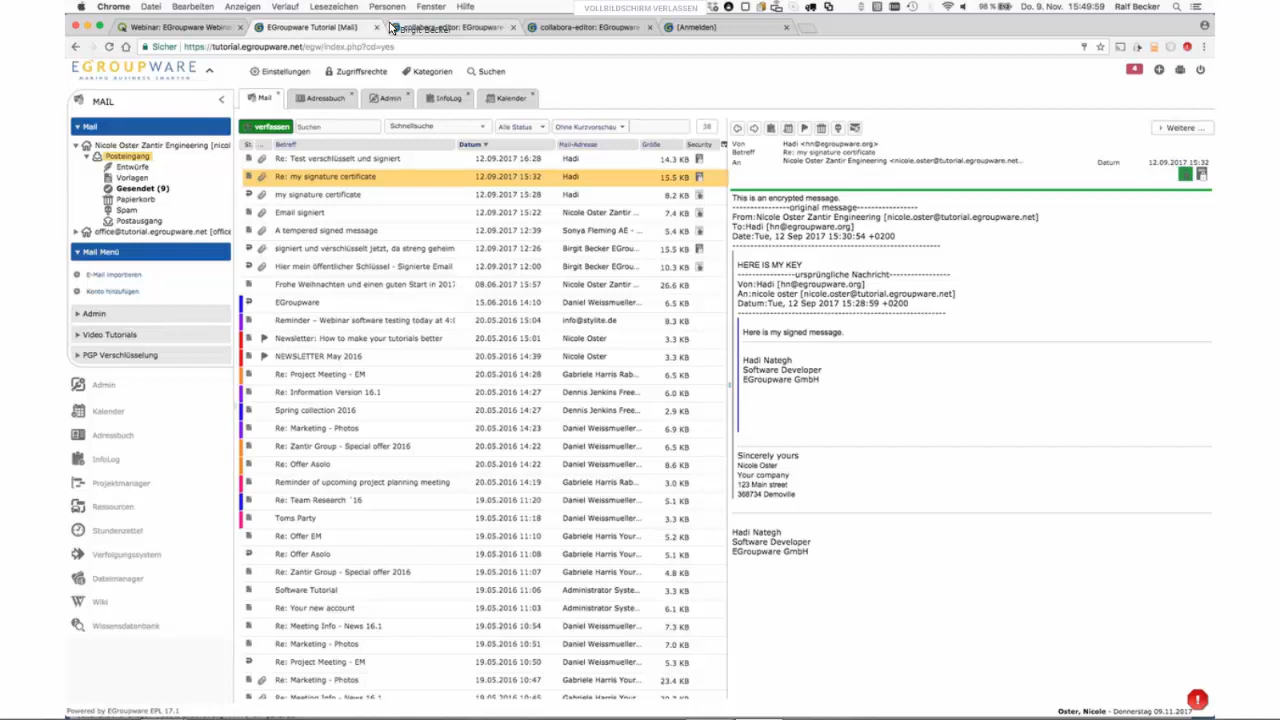 Chrome Datei Bearbeiten Anzeigen Verlauf Lesezeichen Personen Fenster Hilfe VOLLBILDSCHIRM VERLASSEN 98 % Do. 9. Nov. 15:49:59 Ralf Becker
Webinar: EGroupware Webinar
EGroupware Tutorial [Mail]
collabora-editor: EGroupware
Birgit Becker
collabora-editor: EGroupware
(Anmelden)
Sicher https://tutorial.egroupware.net/egw/index.php?cd=yes
EGROUPWARE
MAKING BUSINESS SMARTER
Einstellungen Zugriffsrechte Kategorien Suchen
4
MAIL
Mail Adressbuch Admin InfoLog Kalender
Mail
Nicole Oster Zantir Engineering [nicol
Posteingang
Entwürfe
Vorlagen
Gesendet (9)
Papierkorb
Spam
Postausgang
office@tutorial.egroupware.net [office
Mail Menü
E-Mail importieren
Konto hinzufügen
Admin
Video Tutorials
PGP Verschlüsselung
Admin
Kalender
Adressbuch
InfoLog
Projektmanager
Ressourcen
Stundenzettel
Verfolgungssystem
Dateimanager
Wiki
Wissensdatenbank
verfassen Suchen Schnellsuche Alle Status Ohne Kurzvorschau 38
St. ... Betreff Datum Mail-Adresse Größe Security
Re: Test verschlüsselt und signiert 12.09.2017 16:28 Hadi 14.3 KB
Re: my signature certificate 12.09.2017 15:32 Hadi 15.5 KB
my signature certificate 12.09.2017 15:28 Hadi 8.2 KB
Email signiert 12.09.2017 15:22 Nicole Oster Zantir ... 7.4 KB
A tempered signed message 12.09.2017 12:39 Sonya Fleming AE - ... 5.4 KB
signiert und verschlüsselt jetzt, da streng geheim 12.09.2017 12:26 Birgit Becker EGrou... 15.5 KB
Hier mein öffentlicher Schlüssel - Signierte Email 12.09.2017 12:00 Birgit Becker EGrou... 10.3 KB
Frohe Weihnachten und einen guten Start in 2017 08.06.2017 15:57 Nicole Oster Zantir ... 26.6 KB
EGroupware 15.06.2016 14:10 Daniel Weissmueller... 6.5 KB
Reminder – Webinar software testing today at 4:0 20.05.2016 15:04 info@stylite.de 8.3 KB
Newsletter: How to make your tutorials better 20.05.2016 15:01 Nicole Oster 3.3 KB
NEWSLETTER May 2016 20.05.2016 14:39 Nicole Oster 3.3 KB
Re: Project Meeting - EM 20.05.2016 14:28 Gabriele Harris Rab... 6.5 KB
Re: Information Version 16.1 20.05.2016 14:27 Dennis Jenkins Free... 6.0 KB
Spring collection 2016 20.05.2016 14:27 Dennis Jenkins Free... 2.9 KB
Re: Marketing - Photos 20.05.2016 14:23 Daniel Weissmueller... 6.9 KB
Re: Zantir Group - Special offer 2016 20.05.2016 14:22 Daniel Weissmueller... 6.5 KB
Re: Offer Asolo 20.05.2016 14:22 Gabriele Harris Rab... 8.6 KB
Reminder of upcoming project planning meeting 20.05.2016 14:19 Gabriele Harris Rab... 3.0 KB
Re: Team Research ´16 19.05.2016 11:20 Daniel Weissmueller... 5.1 KB
Toms Party 19.05.2016 11:18 Daniel Weissmueller... 3.3 KB
Re: Offer EM 19.05.2016 11:10 Gabriele Harris Your... 5.2 KB
Re: Offer Asolo 19.05.2016 11:08 Gabriele Harris Your... 5.1 KB
Re: Zantir Group - Special offer 2016 19.05.2016 11:07 Gabriele Harris Your... 4.8 KB
Software Tutorial 19.05.2016 11:06 Administrator Syste... 3.3 KB
Re: Your new account 19.05.2016 11:03 Administrator Syste... 6.1 KB
Re: Meeting Info - News 16.1 19.05.2016 10:54 Daniel Weissmueller... 7.3 KB
Re: Marketing - Photos 19.05.2016 10:51 Daniel Weissmueller... 7.0 KB
Re: Project Meeting - EM 19.05.2016 10:50 Daniel Weissmueller... 5.3 KB
Re: Marketing - Photos 19.05.2016 10:47 Gabriele Harris Your... 23.4 KB
Re: Meeting Info - News 16.1 19.05.2016 10:45 Gabriele Harris Your...
Weitere ...
Von Hadi <hn@egroupware.org>
Betreff Re: my signature certificate
An Nicole Oster Zantir Engineering <nicole.oster@tutorial.egroupware.net... Datum 12.09.2017 15:32
This is an encrypted message.
----------------original message------------------
From:Nicole Oster Zantir Engineering [nicole.oster@tutorial.egroupware.net]
To:Hadi [hn@egroupware.org]
Date:Tue, 12 Sep 2017 15:30:54 +0200
--------------------------------------------------
HERE IS MY KEY
----------------ursprüngliche Nachricht------------------
Von:Hadi [hn@egroupware.org]
An:nicole oster [nicole.oster@tutorial.egroupware.net]
Datum:Tue, 12 Sep 2017 15:28:59 +0200
--------------------------------------------------
Here is my signed message.
Hadi Nategh
Software Developer
EGroupware GmbH
Sincerely yours
Nicole Oster
Your company
123 Main street
368734 Demoville
Hadi Nategh
Software Developer
EGroupware GmbH
Powered by EGroupware EPL 17.1
Oster, Nicole - Donnerstag 09.11.2017